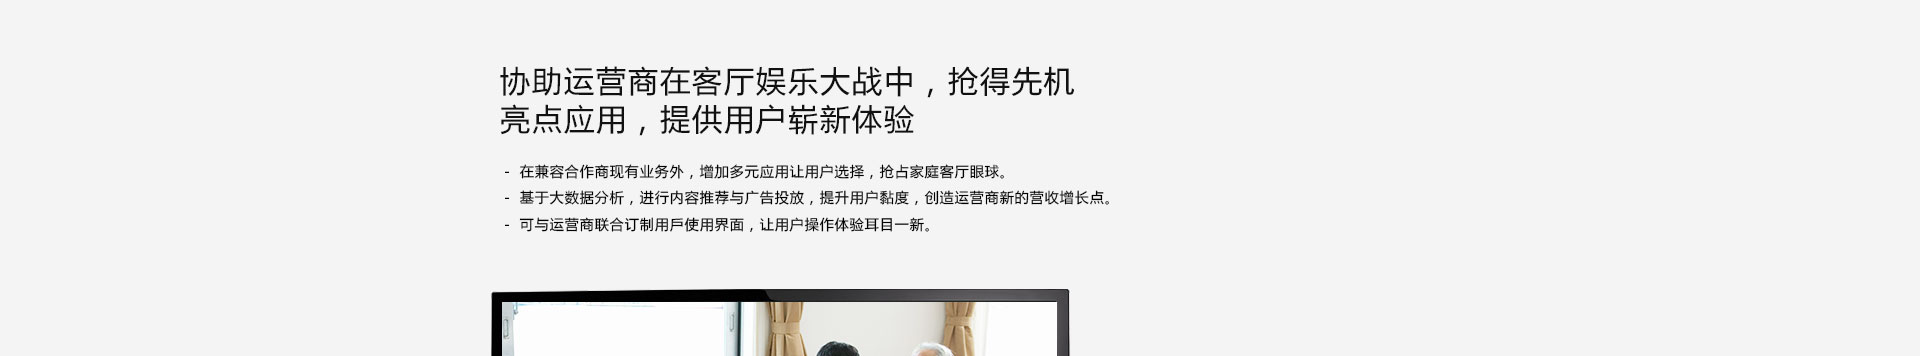 协助运营商在客厅娱乐大战中，抢得先机
亮点应用，提供用户崭新体验
- 在兼容合作商现有业务外，增加多元应用让用户选择，抢占家庭客厅眼球。
- 基于大数据分析，进行内容推荐与广告投放，提升用户黏度，创造运营商新的营收增长点。
- 可与运营商联合订制用戶使用界面，让用户操作体验耳目一新。